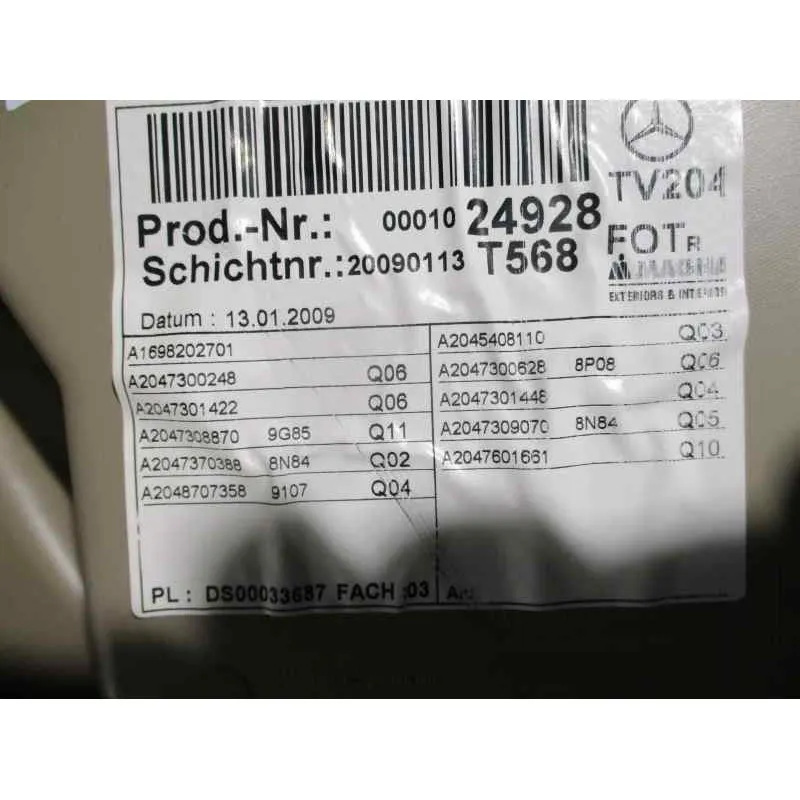 TV204
Prod.-Nr.: 00010 24928
FOT R
Schichtnr.: 20090113 T568
MAGNA
EXTERIORS & INTERIORS
Datum : 13.01.2009
A1698202701
A2047300248 Q06
A2047301422 Q06
A2047308870 9G85 Q11
A2047370388 8N84 Q02
A2048707358 9107 Q04
A2045408110 Q03
A2047300628 8P08 Q06
A2047301448 Q04
A2047309070 8N84 Q05
A2047601661 Q10
PL : DS00033687 FACH :03